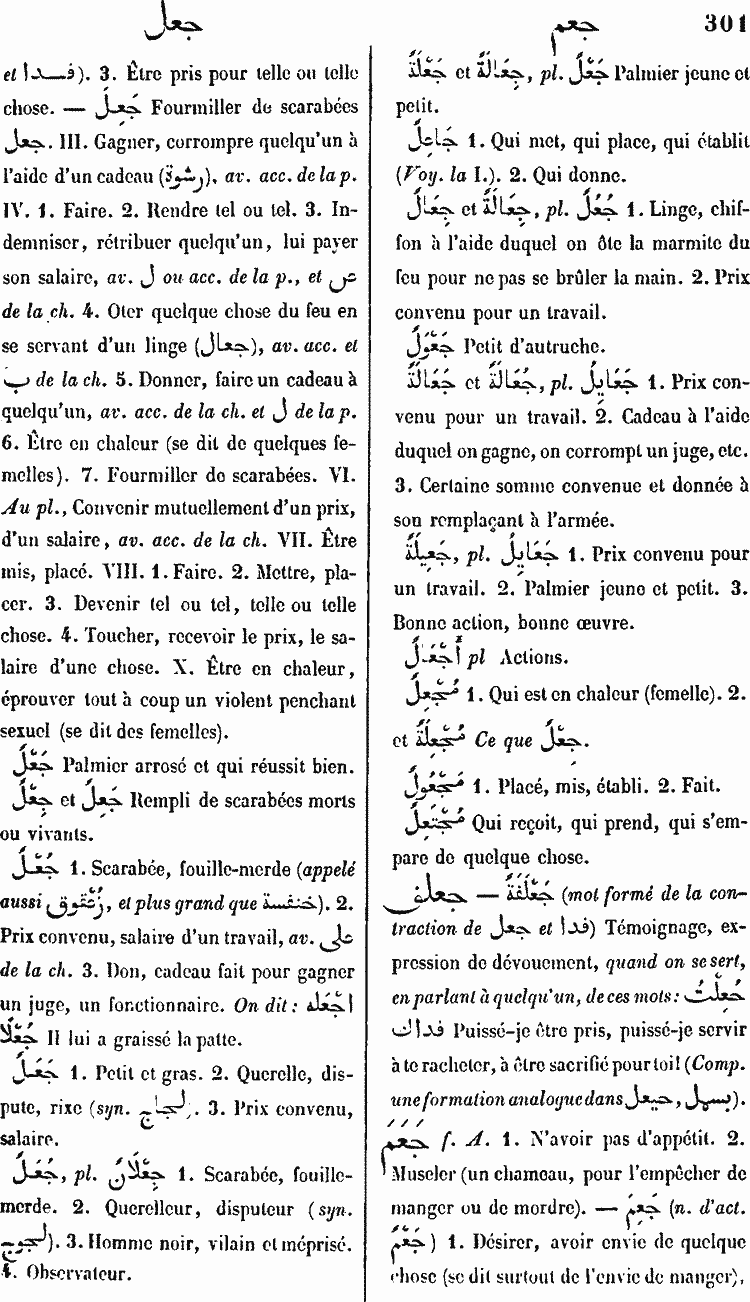 جعل
جعم
301
et فدا). 3. Être pris pour telle ou telle
chose. — جَعِلَ Fourmiller de scarabées
جعل. III. Gagner, corrompre quelqu'un à
l'aide d'un cadeau (رشوة), av. acc. de la p.
IV. 1. Faire. 2. Rendre tel ou tel. 3. In-
demniser, rétribuer quelqu'un, lui payer
son salaire, av. ل ou acc. de la p., et عن
de la ch. 4. Oter quelque chose du feu en
se servant d'un linge (جعال), av. acc. et
ب de la ch. 5. Donner, faire un cadeau à
quelqu'un, av. acc. de la ch. et ل de la p.
6. Être en chaleur (se dit de quelques fe-
melles). 7. Fourmiller de scarabées. VI.
Au pl., Convenir mutuellement d'un prix,
d'un salaire, av. acc. de la ch. VII. Être
mis, placé. VIII. 1. Faire. 2. Mettre, pla-
cer. 3. Devenir tel ou tel, telle ou telle
chose. 4. Toucher, recevoir le prix, le sa-
laire d'une chose. X. Être en chaleur,
éprouver tout à coup un violent penchant
sexuel (se dit des femelles).
جَعْلٌ Palmier arrosé et qui réussit bien.
جِعْلٌ et جَعِلٌ Rempli de scarabées morts
ou vivants.
جُعْلٌ 1. Scarabée, fouille-merde (appelé
aussi زعقوق, et plus grand que خنفسة). 2.
Prix convenu, salaire d'un travail, av. على
de la ch. 3. Don, cadeau fait pour gagner
un juge, un fonctionnaire. On dit : اجْعَلَه
جُعْلًا Il lui a graissé la patte.
جَعَلٌ 1. Petit et gras. 2. Querelle, dis-
pute, rixe (syn. لجاج). 3. Prix convenu,
salaire.
جُعَلٌ, pl. جِعْلَانٌ 1. Scarabée, fouille-
merde. 2. Querelleur, disputeur (syn.
لجوج). 3. Homme noir, vilain et méprisé.
4. Observateur.
جَعْلَةٌ et جِعَالَةٌ, pl. جَعْلٌ Palmier jeune et
petit.
جَاعِلٌ 1. Qui met, qui place, qui établit
(Voy. la I.). 2. Qui donne.
جِعَالٌ et جِعَالَةٌ, pl. جُعُلٌ 1. Linge, chif-
fon à l'aide duquel on ôte la marmite du
feu pour ne pas se brûler la main. 2. Prix
convenu pour un travail.
جَعْوَلٌ Petit d'autruche.
جَعَالَةٌ et جُعَالَةٌ, pl. جَعَايِلُ 1. Prix con-
venu pour un travail. 2. Cadeau à l'aide
duquel on gagne, on corrompt un juge, etc.
3. Certaine somme convenue et donnée à
son remplaçant à l'armée.
جَعِيلَةٌ, pl. جَعَايِلُ 1. Prix convenu pour
un travail. 2. Palmier jeune et petit. 3.
Bonne action, bonne œuvre.
أَجْعَالٌ pl Actions.
مُجْعِلٌ 1. Qui est en chaleur (femelle). 2.
et مُجْعِلَةٌ Ce que جِعْلٌ.
مَجْعُولٌ 1. Placé, mis, établi. 2. Fait.
مُجْتَعِلٌ Qui reçoit, qui prend, qui s'em-
pare de quelque chose.
جعلف — جَعْلَفَةٌ (mot formé de la con-
traction de جعل et فدا) Témoignage, ex-
pression de dévouement, quand on se sert,
en parlant à quelqu'un, de ces mots : جُعِلْتُ
فداك Puissé-je être pris, puissé-je servir
à te racheter, à être sacrifié pour toi! (Comp.
une formation analogue dans حيعل, بسمل).
جَعَمَ f. A. 1. N'avoir pas d'appétit. 2.
Museler (un chameau, pour l'empêcher de
manger ou de mordre). — جَعِمَ (n. d'act.
جَعَمٌ) 1. Désirer, avoir envie de quelque
chose (se dit surtout de l'envie de manger),